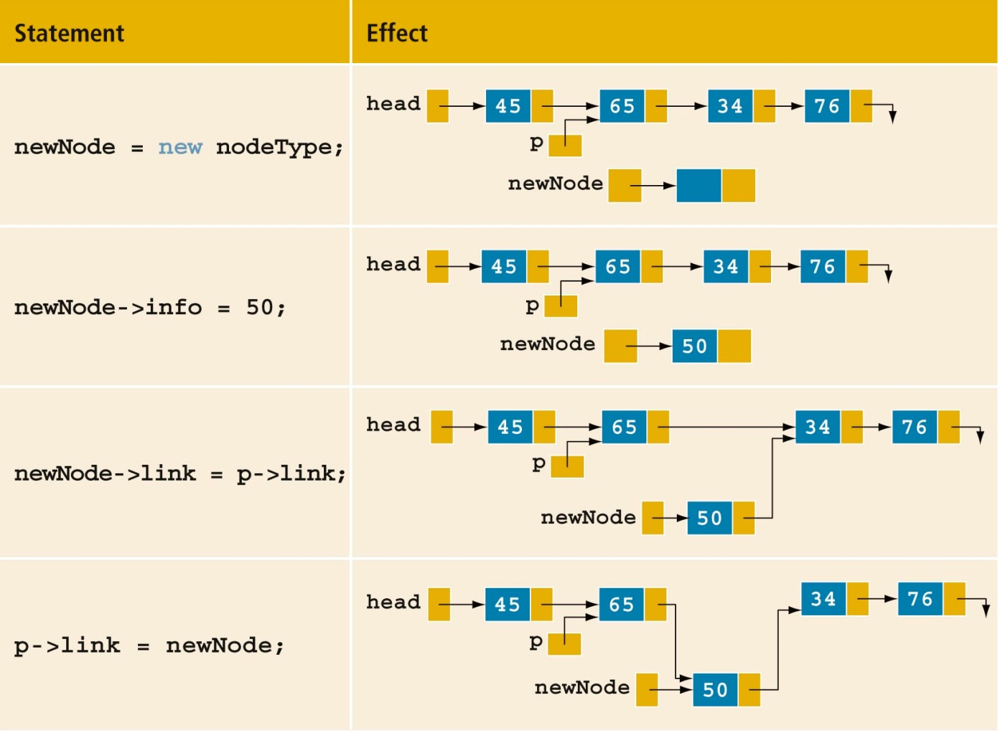 Statement Effect
newNode = new nodeType;
head 45 65 34 76
p
newNode
newNode->info = 50;
head 45 65 34 76
p
newNode 50
newNode->link = p->link;
head 45 65 34 76
p
newNode 50
p->link = newNode;
head 45 65 34 76
p
newNode 50